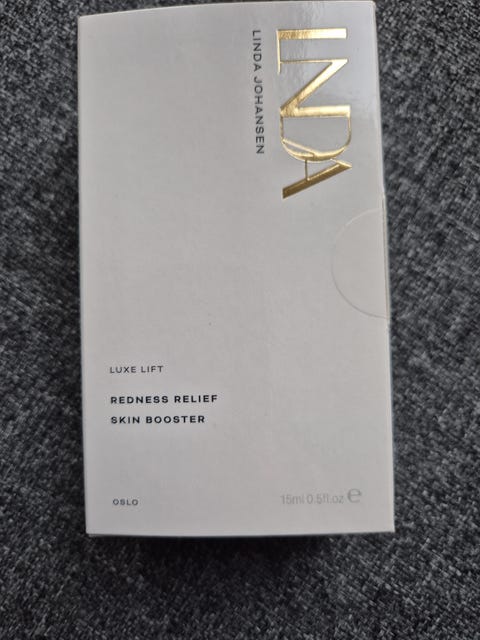 LINDA
LINDA JOHANSEN
LUXE LIFT
REDNESS RELIEF
SKIN BOOSTER
OSLO
15ml 0.5fl.oz ℮